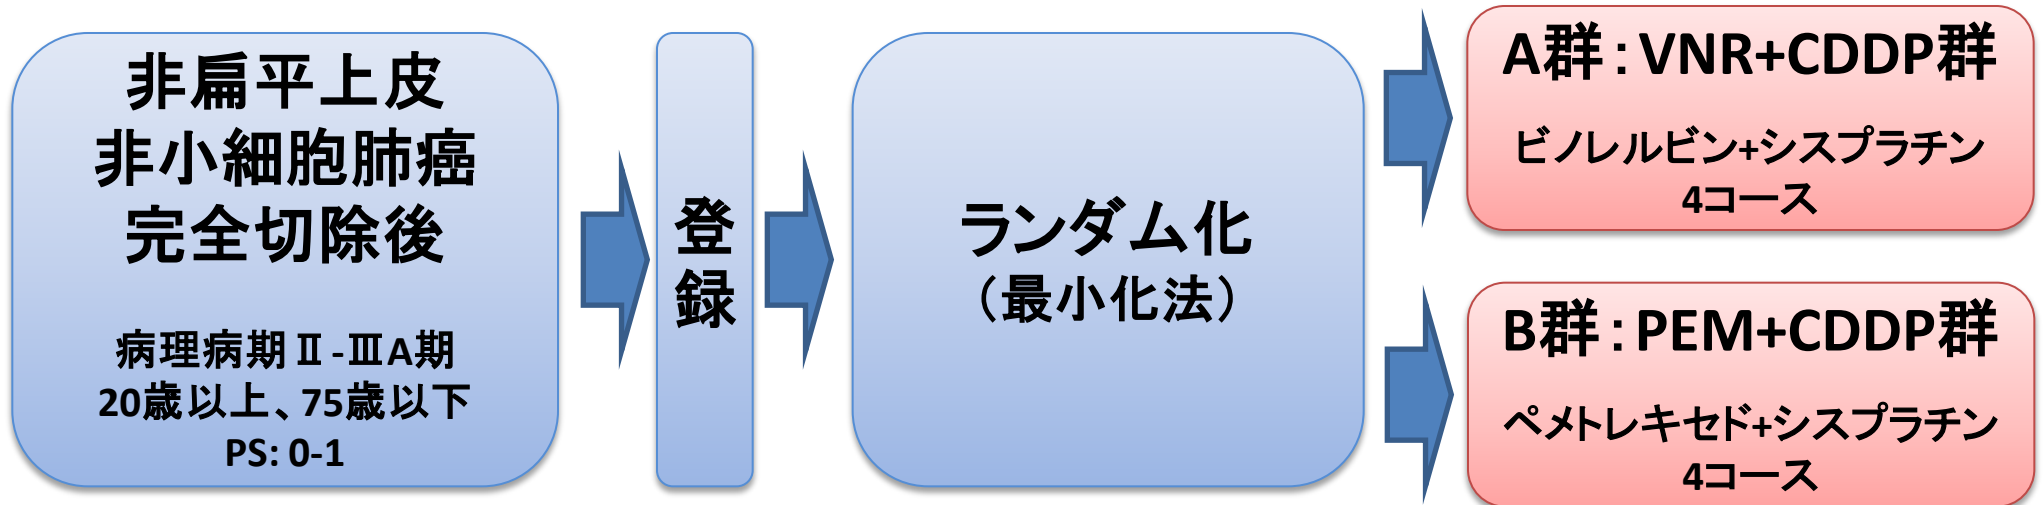 非扁平上皮
非小細胞肺癌
完全切除後
病理病期Ⅱ-ⅢA期
20歳以上、75歳以下
PS: 0-1
登
録
ランダム化
（最小化法）
A群：VNR+CDDP群
ビノレルビン+シスプラチン
4コース
B群：PEM+CDDP群
ペメトレキセド+シスプラチン
4コース